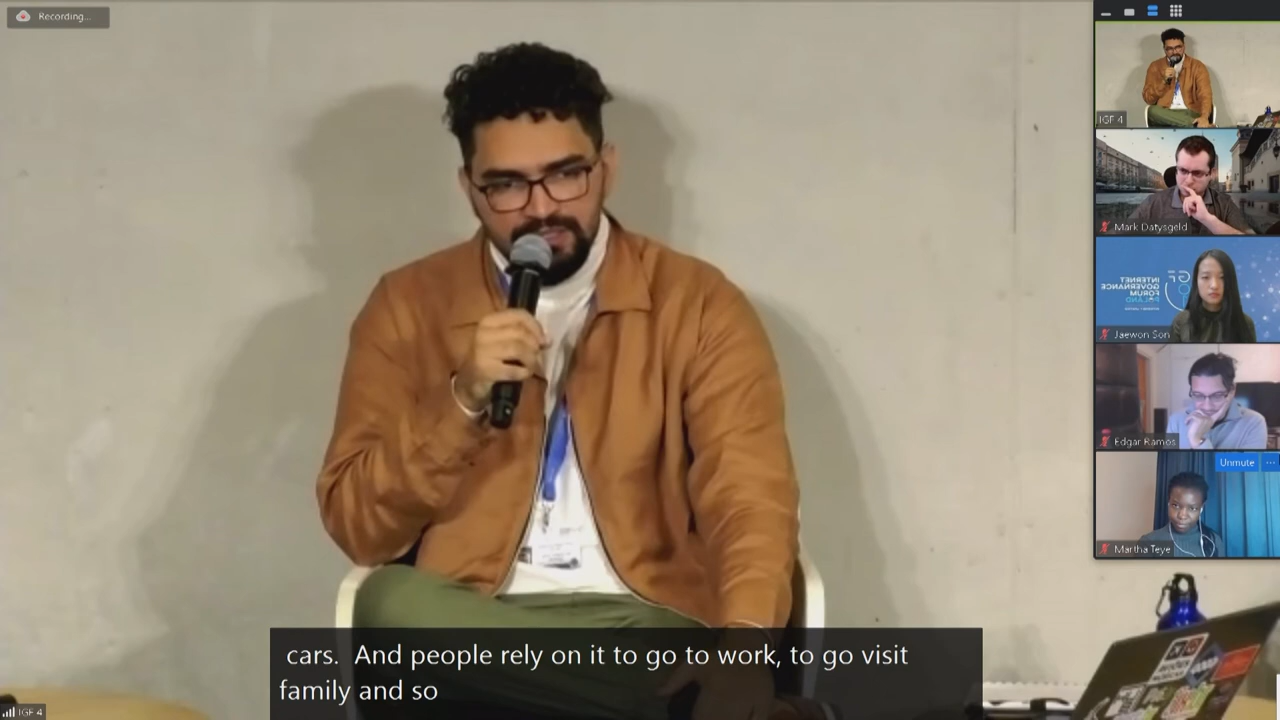 Recording...
IGF 4
Mark Datysgeld
INTERNET
GOVERNANCE
FORUM
POLAND
Jaewon Son
Edgar Ramos
Unmute ...
Martha Teye
cars. And people rely on it to go to work, to go visit
family and so
IGF 4